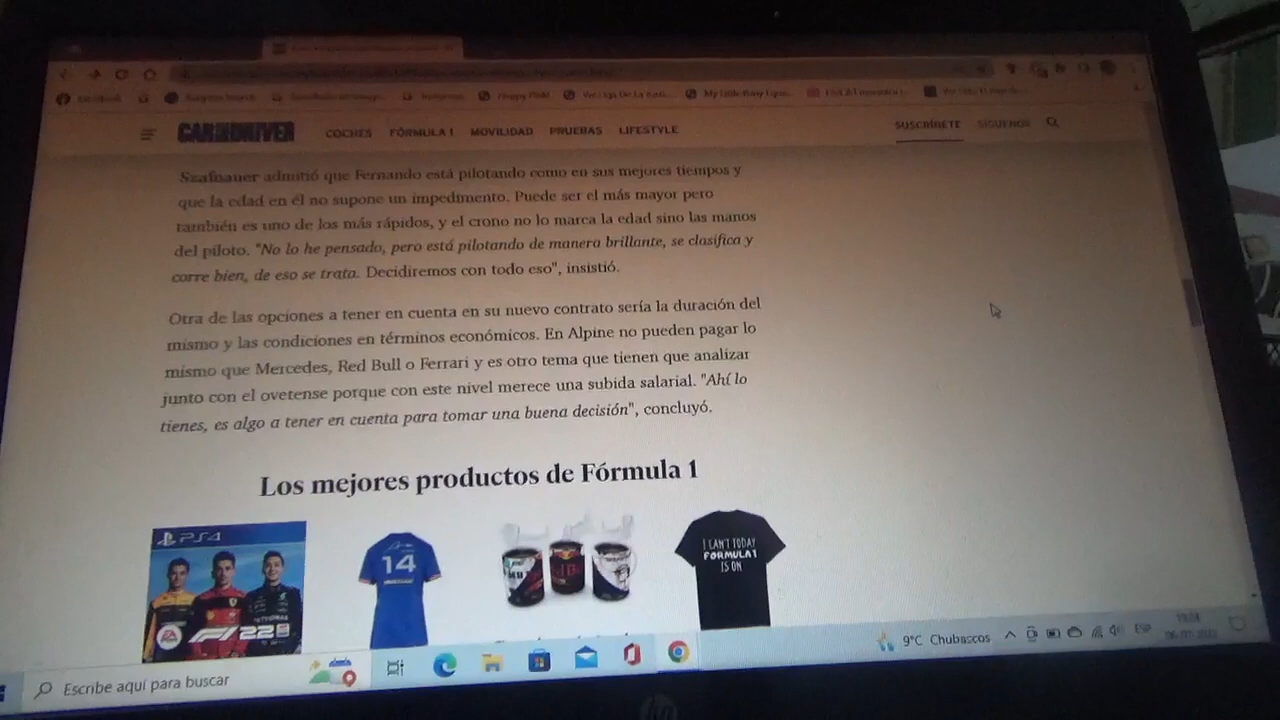 Happy Pink!
CAR DRIVER
COCHES FÓRMULA 1 MOVILIDAD PRUEBAS LIFESTYLE SUSCRÍBETE SÍGUENOS
Szafnauer admitió que Fernando está pilotando como en sus mejores tiempos y
que la edad en él no supone un impedimento. Puede ser el más mayor pero
también es uno de los más rápidos, y el crono no lo marca la edad sino las manos
del piloto. "No lo he pensado, pero está pilotando de manera brillante, se clasifica y
corre bien, de eso se trata. Decidiremos con todo eso", insistió.
Otra de las opciones a tener en cuenta en su nuevo contrato sería la duración del
mismo y las condiciones en términos económicos. En Alpine no pueden pagar lo
mismo que Mercedes, Red Bull o Ferrari y es otro tema que tienen que analizar
junto con el ovetense porque con este nivel merece una subida salarial. "Ahí lo
tienes, es algo a tener en cuenta para tomar una buena decisión", concluyó.
Los mejores productos de Fórmula 1
PS4
14
I CAN'T TODAY
FORMULA 1
IS ON
EA F1 22
9°C Chubascos ESP
Escribe aquí para buscar
hp